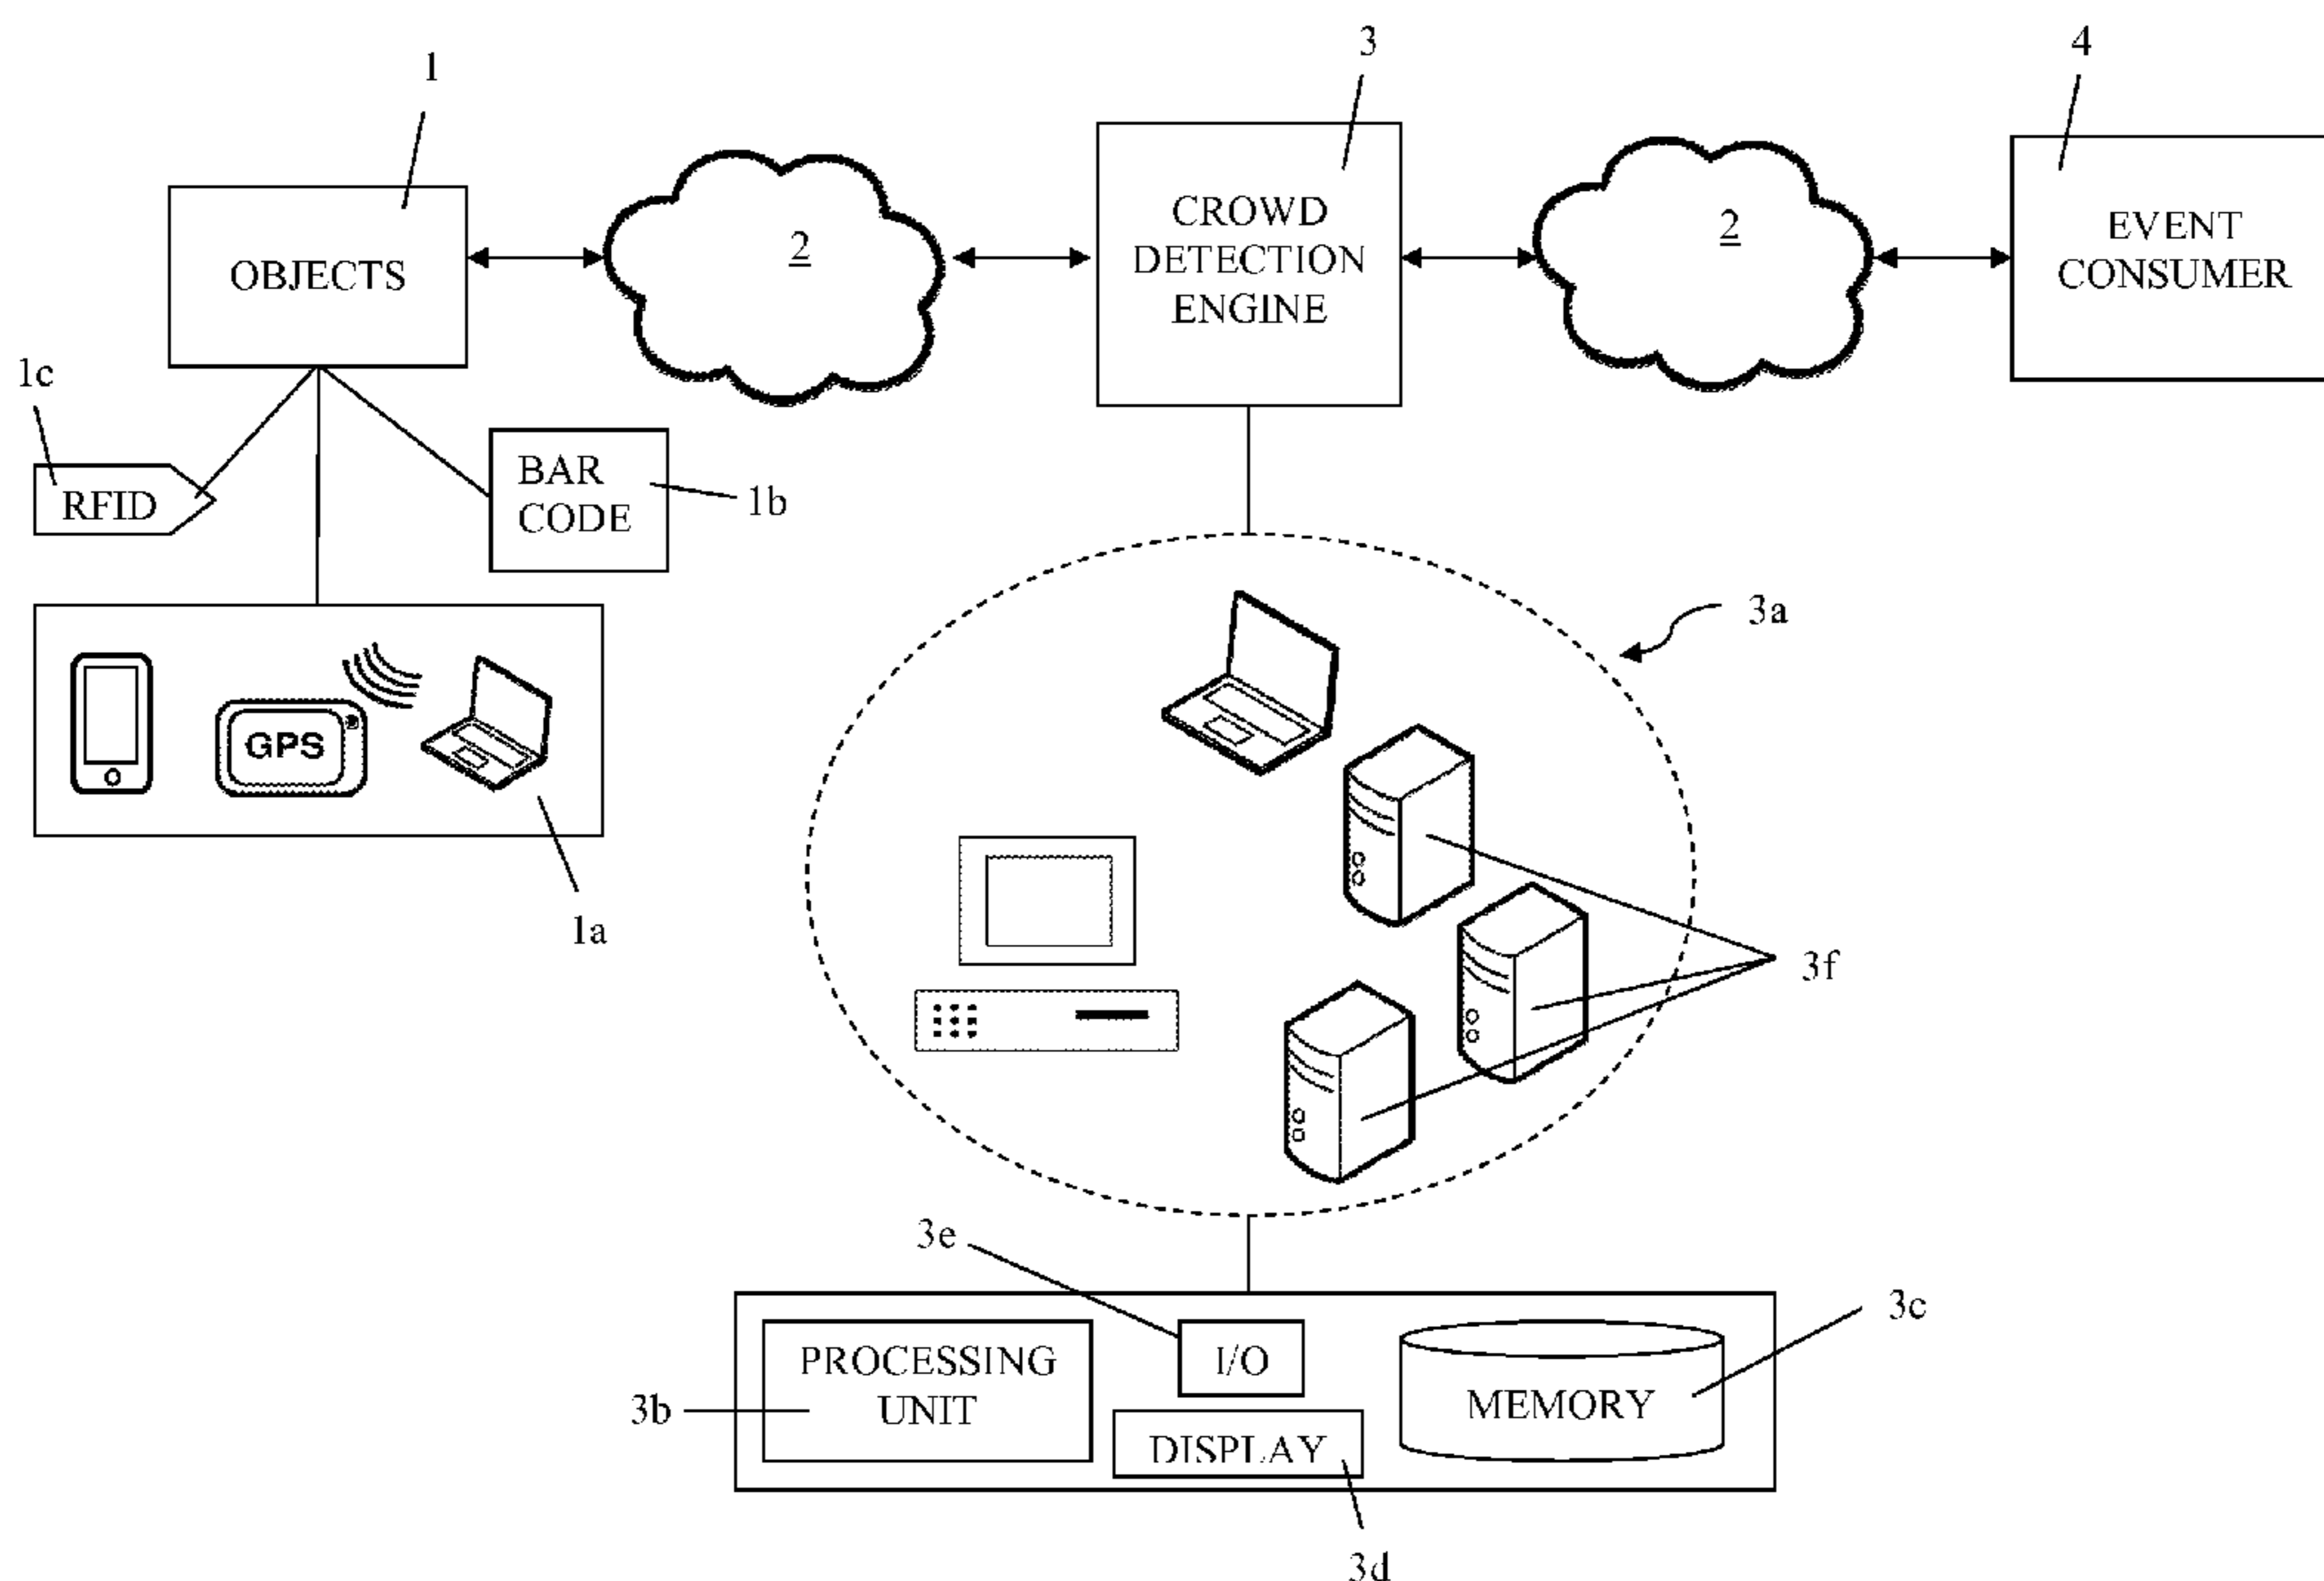 1
3
4
OBJECTS
2
CROWD
DETECTION
ENGINE
2
EVENT
CONSUMER
1c
RFID
BAR
CODE
1b
GPS
1a
3a
3f
3e
3c
PROCESSING
UNIT
I/O
MEMORY
3b
DISPLAY
3d